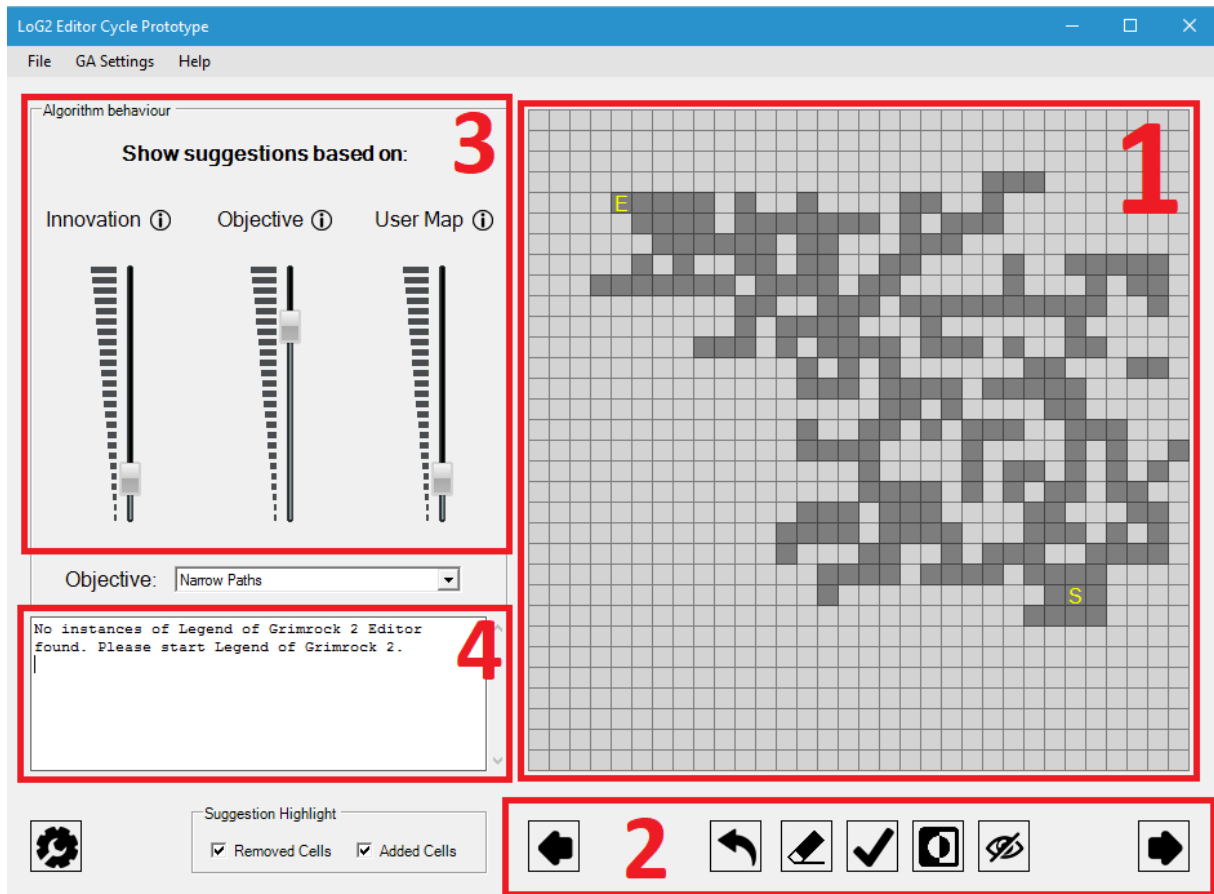 LoG2 Editor Cycle Prototype
File GA Settings Help
Algorithm behaviour
3
Show suggestions based on:
Innovation Objective User Map
1
E
S
Objective: Narrow Paths
No instances of Legend of Grimrock 2 Editor
found. Please start Legend of Grimrock 2.
4
Suggestion Highlight
Removed Cells Added Cells
2